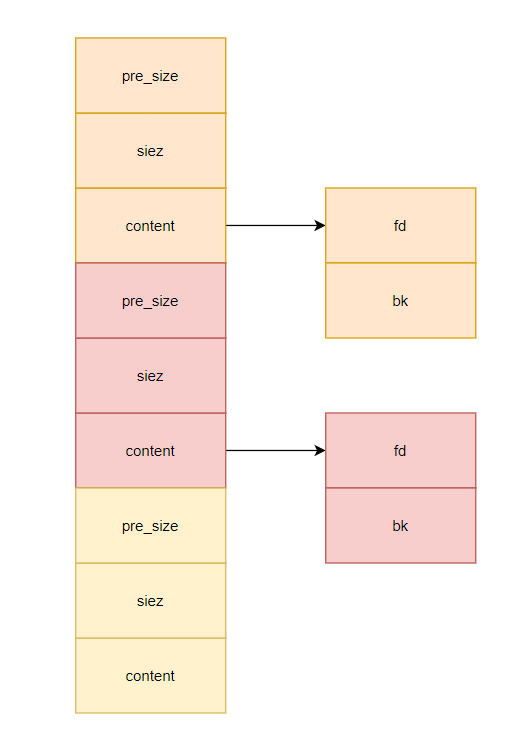 pre_size
siez
content
fd
pre_size
bk
siez
content
fd
pre_size
bk
siez
content